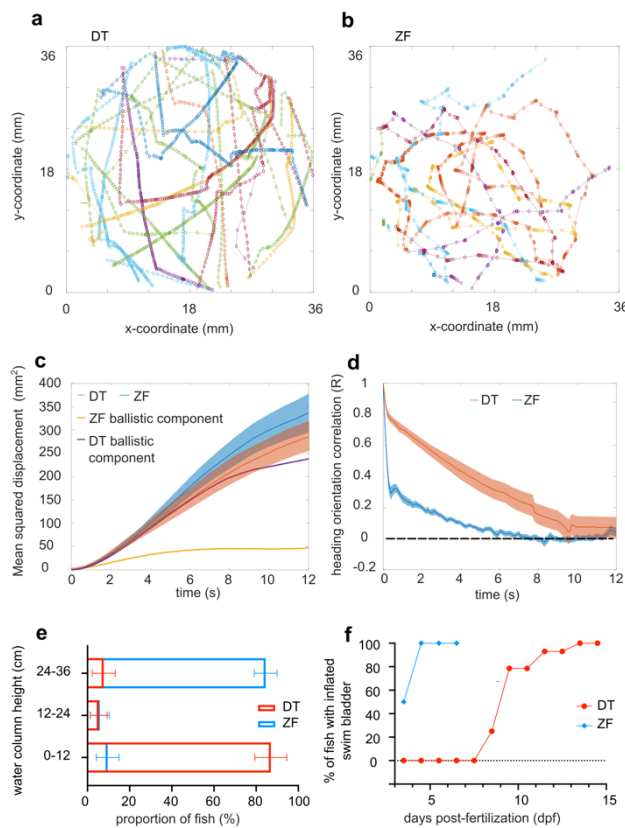 a
DT
36
y-coordinate (mm)
18
0
0
18
36
x-coordinate (mm)
b
ZF
36
y-coordinate (mm)
18
0
0
18
36
x-coordinate (mm)
c
Mean squared displacement (mm²)
400
350
300
250
200
150
100
50
0
DT ZF
ZF ballistic component
DT ballistic
component
0 2 4 6 8 10 12
time (s)
d
heading orientation correlation (R)
1
0.8
0.6
0.4
0.2
0
-0.2
DT ZF
0 2 4 6 8 10 12
time (s)
e
water column height (cm)
24-36
12-24
0-12
DT
ZF
0 20 40 60 80 100
proportion of fish (%)
f
% of fish with inflated
swim bladder
100
80
60
40
20
0
DT
ZF
5 10 15
days post-fertilization (dpf)